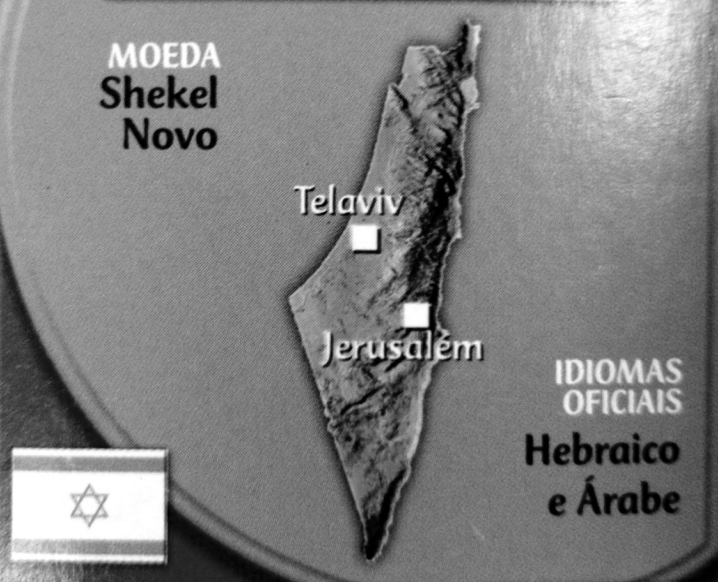 MOEDA
Shekel
Novo
Telaviv
Jerusalém
IDIOMAS
OFICIAIS
Hebraico
e Árabe